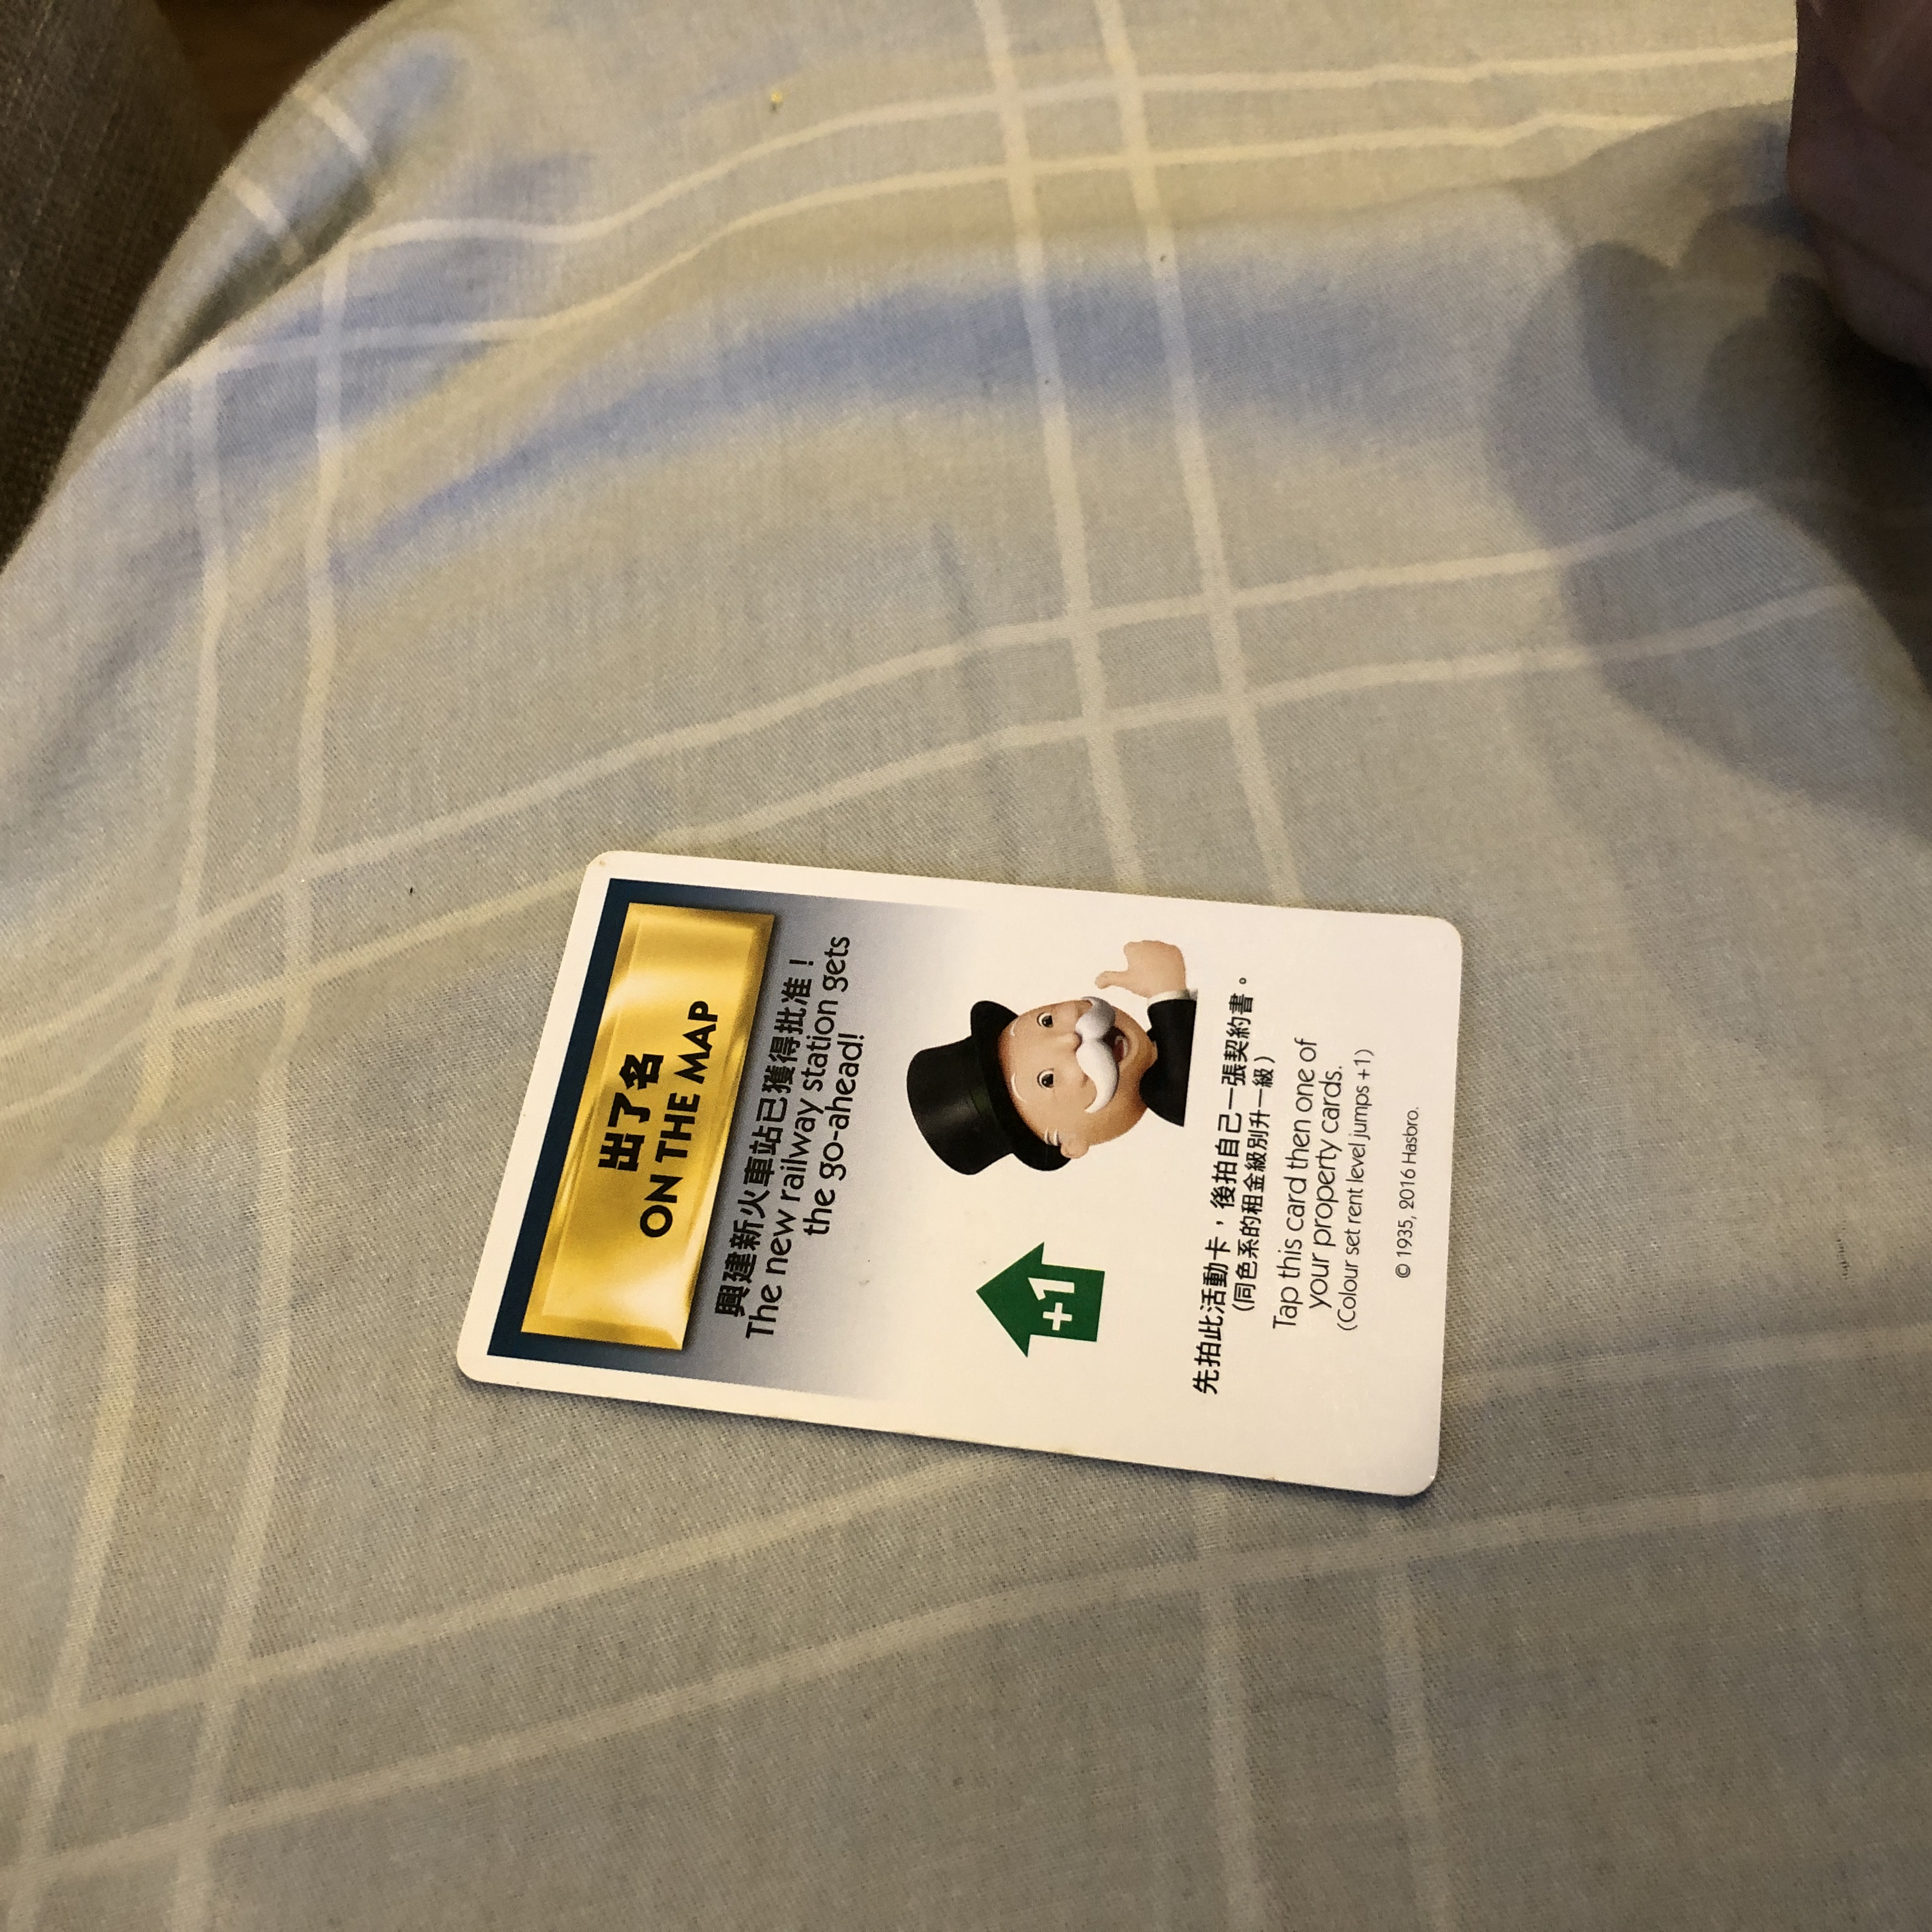 出了名
ON THE MAP
興建新火車站已獲得批准！
The new railway station gets
the go-ahead!
+1
先拍此活動卡，後拍自己一張契約書。
（同色系的租金級別升一級）
Tap this card then one of
your property cards.
(Colour set rent level jumps +1)
© 1935, 2016 Hasbro.